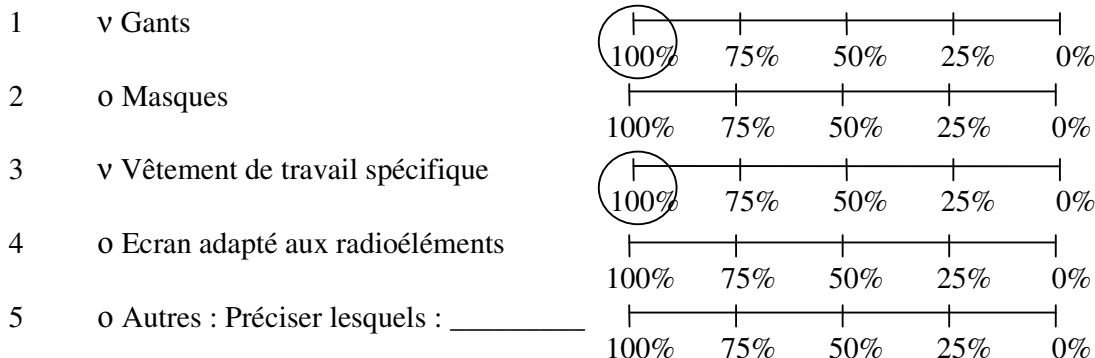 1 ν Gants
100% 75% 50% 25% 0%
2 o Masques
100% 75% 50% 25% 0%
3 ν Vêtement de travail spécifique
100% 75% 50% 25% 0%
4 o Ecran adapté aux radioéléments
100% 75% 50% 25% 0%
5 o Autres : Préciser lesquels : _________
100% 75% 50% 25% 0%